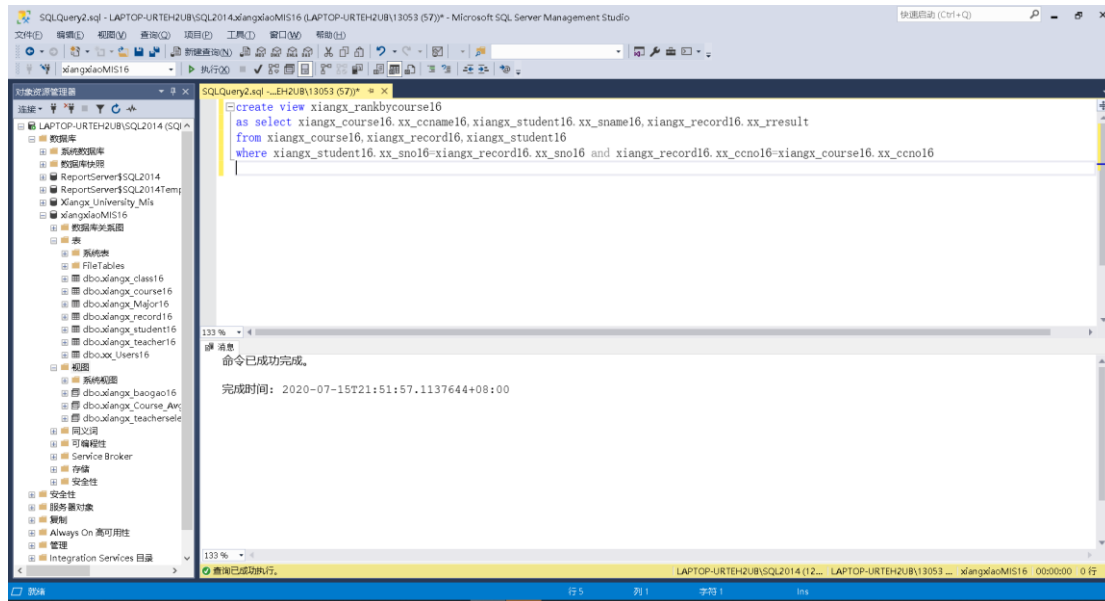 SQLQuery2.sql - LAPTOP-URTEH2UB\SQL2014.xiangxiaoMIS16 (LAPTOP-URTEH2UB\13053 (57))* - Microsoft SQL Server Management Studio
快速启动 (Ctrl+Q)
文件(F) 编辑(E) 视图(V) 查询(Q) 项目(P) 工具(T) 窗口(W) 帮助(H)
新建查询(N)
xiangxiaoMIS16
执行(X)
对象资源管理器
连接
LAPTOP-URTEH2UB\SQL2014 (SQl
数据库
系统数据库
数据库快照
ReportServer$SQL2014
ReportServer$SQL2014Temp
Xiangx_University_Mis
xiangxiaoMIS16
数据库关系图
表
系统表
FileTables
dbo.xiangx_class16
dbo.xiangx_course16
dbo.xiangx_Major16
dbo.xiangx_record16
dbo.xiangx_student16
dbo.xiangx_teacher16
dbo.xx_Users16
视图
系统视图
dbo.xiangx_baogao16
dbo.xiangx_Course_Avg
dbo.xiangx_teachersele
同义词
可编程性
Service Broker
存储
安全性
安全性
服务器对象
复制
Always On 高可用性
管理
Integration Services 目录
SQLQuery2.sql -...EH2UB\13053 (57))*
create view xiangx_rankbycourse16
as select xiangx_course16.xx_ccname16,xiangx_student16.xx_sname16,xiangx_record16.xx_rresult
from xiangx_course16,xiangx_record16,xiangx_student16
where xiangx_student16.xx_sno16=xiangx_record16.xx_sno16 and xiangx_record16.xx_ccno16=xiangx_course16.xx_ccno16
133 %
消息
命令已成功完成。
完成时间: 2020-07-15T21:51:57.1137644+08:00
133 %
查询已成功执行。
LAPTOP-URTEH2UB\SQL2014 (12... LAPTOP-URTEH2UB\13053 ... xiangxiaoMIS16 00:00:00 0 行
就绪 行 5 列 1 字符 1 Ins